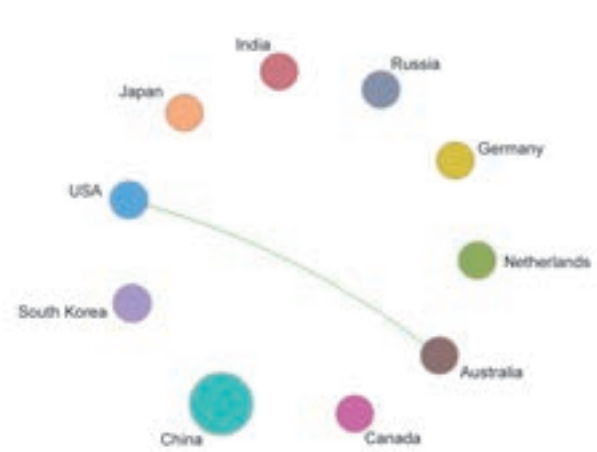 India
Russia
Japan
Germany
USA
Netherlands
South Korea
Australia
China
Canada